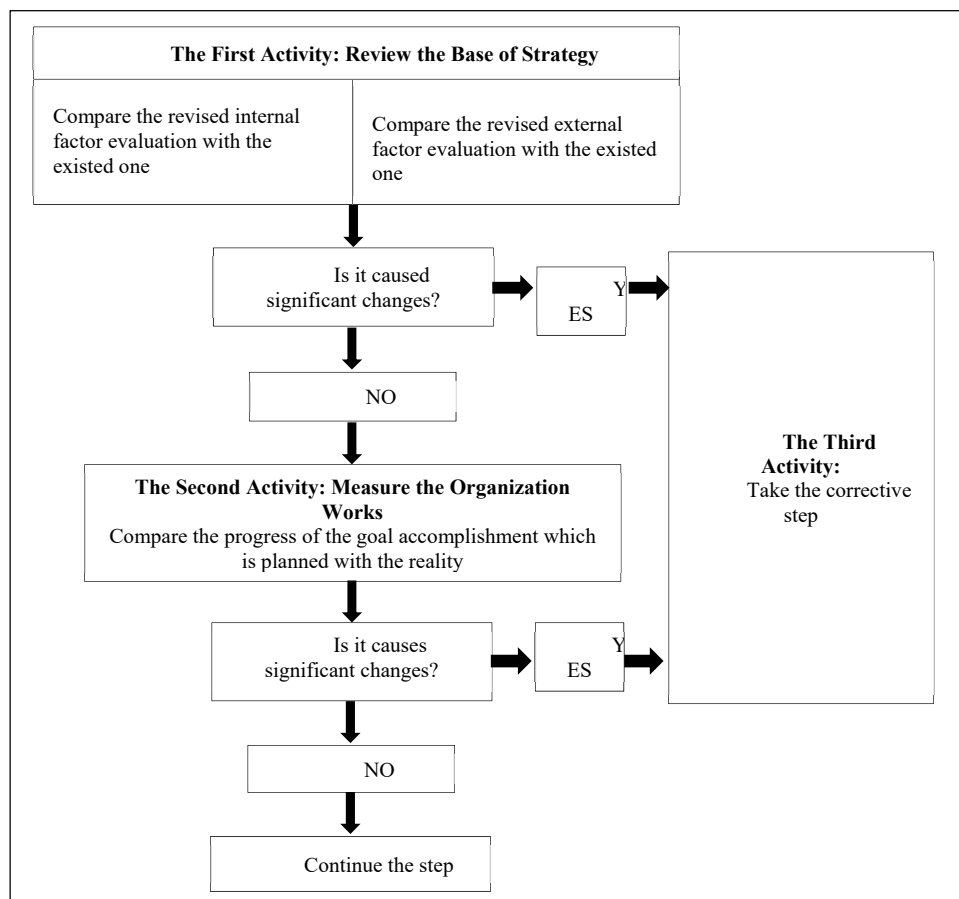 The First Activity: Review the Base of Strategy
Compare the revised internal
factor evaluation with the
existed one
Compare the revised external
factor evaluation with the existed
one
Is it caused
significant changes?
Y
ES
NO
The Third
Activity:
Take the corrective
step
The Second Activity: Measure the Organization
Works
Compare the progress of the goal accomplishment which
is planned with the reality
Is it causes
significant changes?
Y
ES
NO
Continue the step